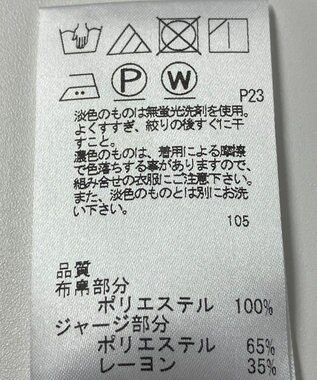 P W P23
淡色のものは無蛍光洗剤を使用。
よくすすぎ、絞りの後すぐに干
すこと。
濃色のものは、着用による摩擦
で色落ちする事がありますので、
組み合せの衣服にご注意下さい。
また、淡色のものとは別にお洗
い下さい。
105
品質
布帛部分
ポリエステル 100%
ジャージ部分
ポリエステル 65%
レーヨン 35%